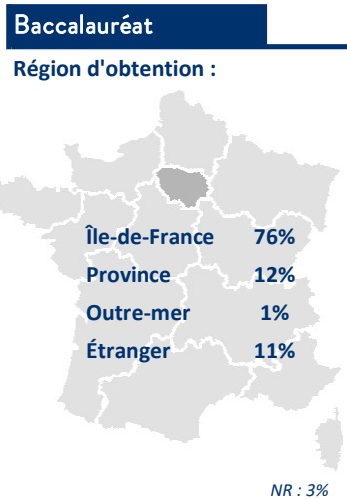 Baccalauréat
Région d'obtention :
Île-de-France 76%
Province 12%
Outre-mer 1%
Étranger 11%
NR : 3%